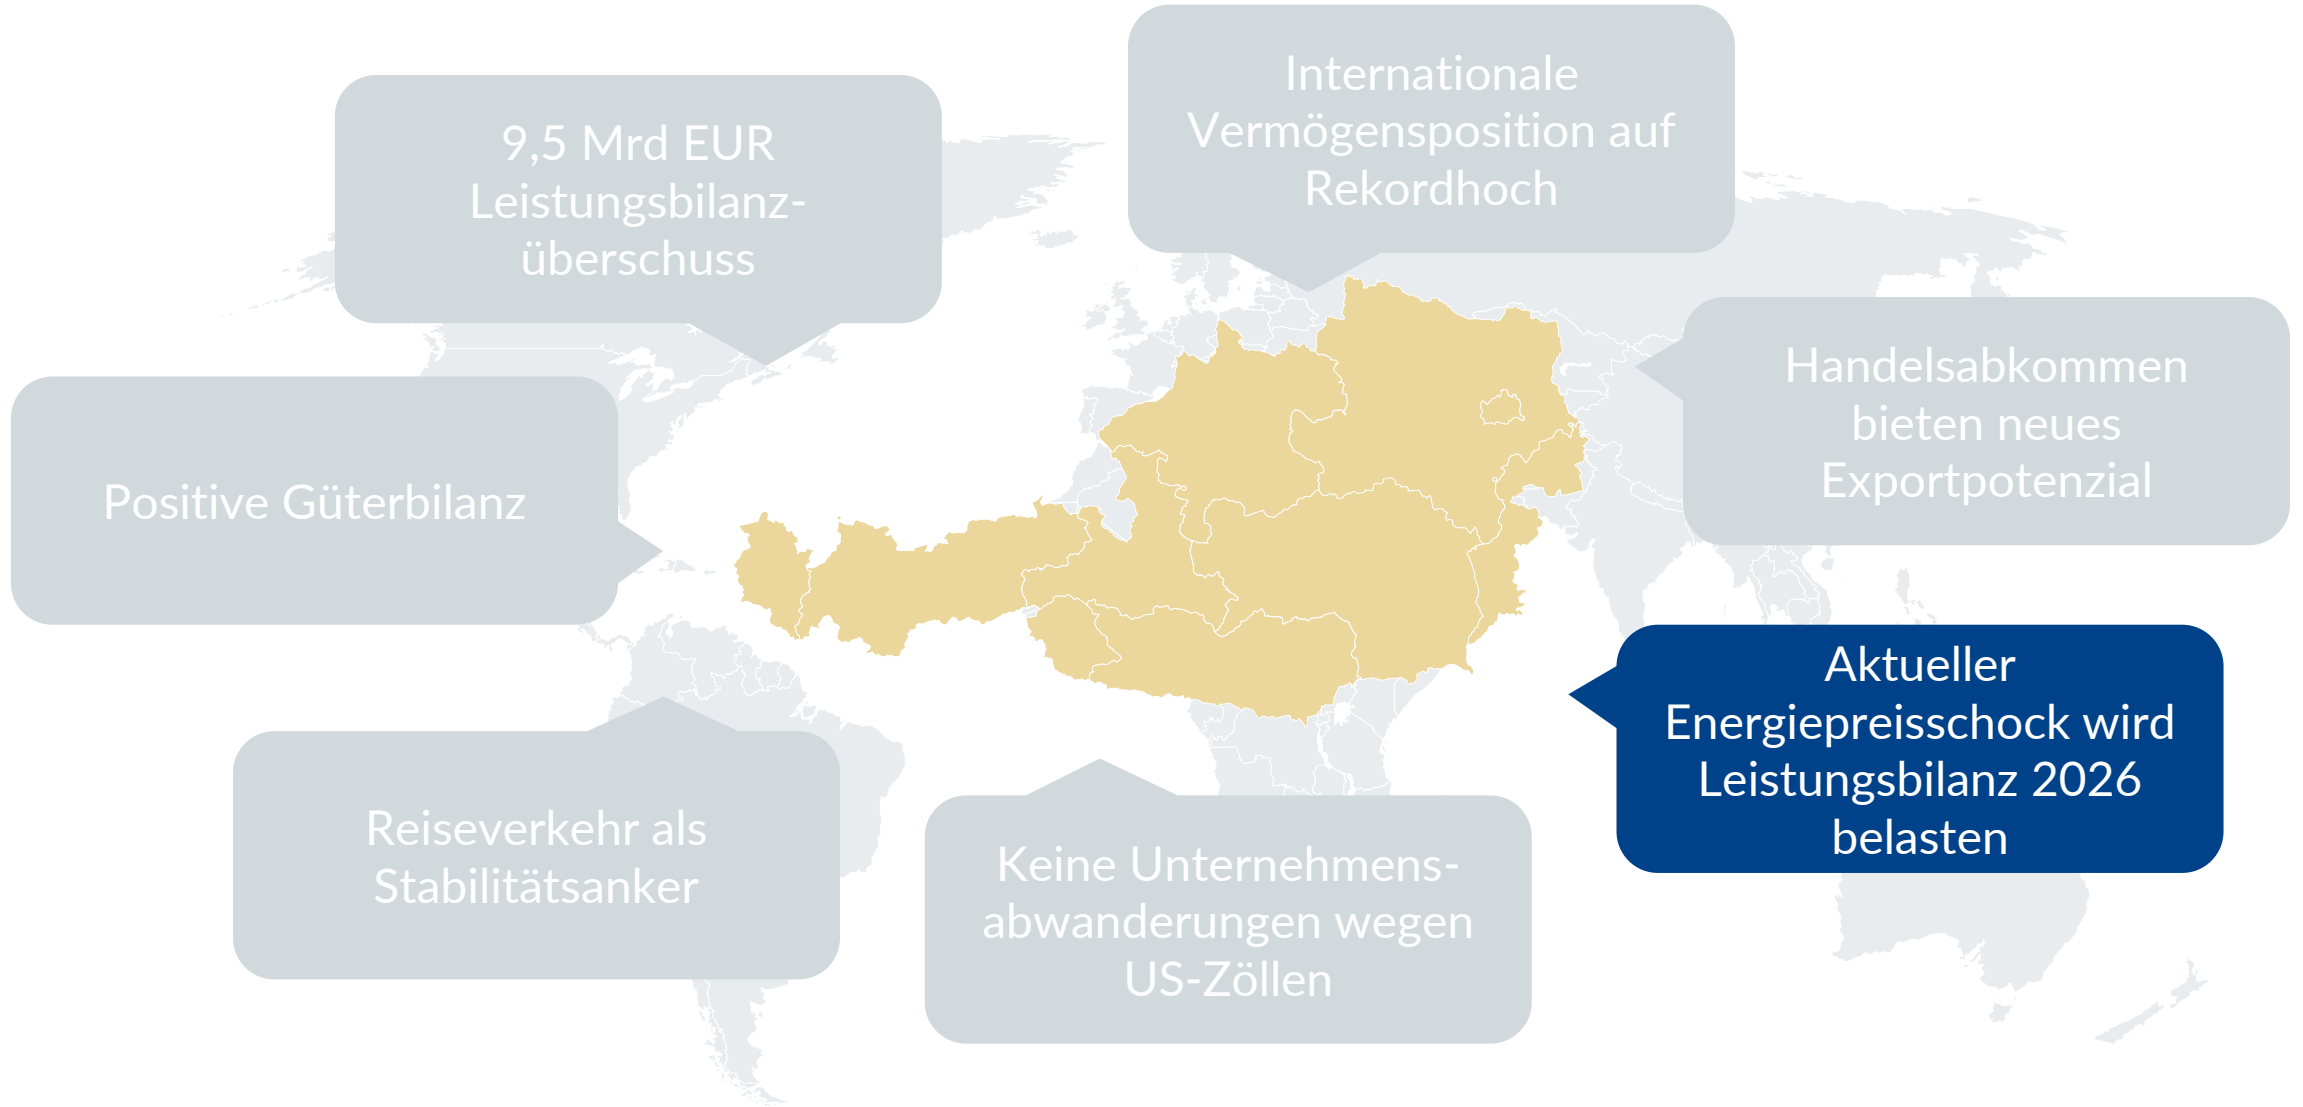 9,5 Mrd EUR
Leistungsbilanz-
überschuss
Internationale
Vermögensposition auf
Rekordhoch
Positive Güterbilanz
Handelsabkommen
bieten neues
Exportpotenzial
Reiseverkehr als
Stabilitätsanker
Keine Unternehmens-
abwanderungen wegen
US-Zöllen
Aktueller
Energiepreisschock wird
Leistungsbilanz 2026
belasten